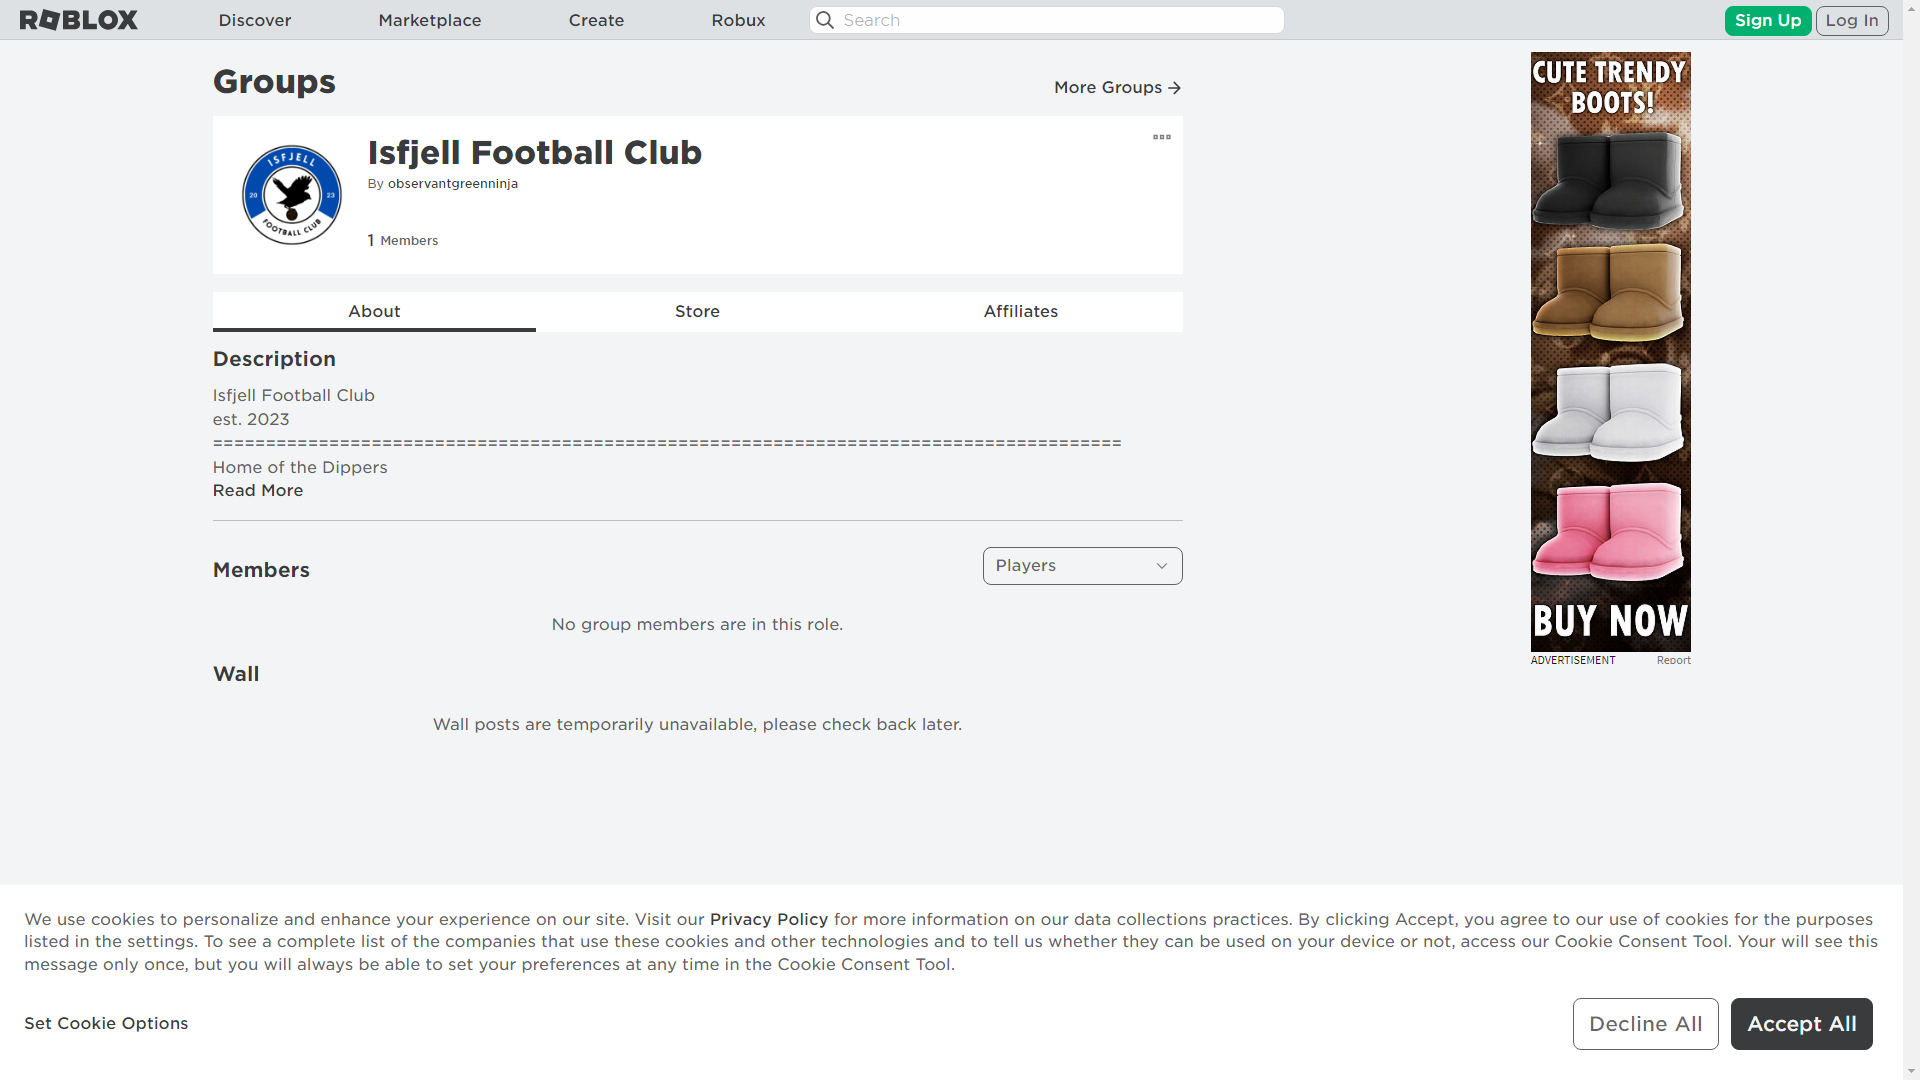 ROBLOX
Discover
Marketplace
Create
Robux
Search
Sign Up
Log In
Groups
More Groups
ISFJELL
20 23
FOOTBALL CLUB
Isfjell Football Club
By observantgreenninja
1 Members
About
Store
Affiliates
Description
Isfjell Football Club
est. 2023
======================================================================================
Home of the Dippers
Read More
Members
Players
No group members are in this role.
Wall
Wall posts are temporarily unavailable, please check back later.
CUTE TRENDY
BOOTS!
BUY NOW
ADVERTISEMENT
Report
We use cookies to personalize and enhance your experience on our site. Visit our Privacy Policy for more information on our data collections practices. By clicking Accept, you agree to our use of cookies for the purposes
listed in the settings. To see a complete list of the companies that use these cookies and other technologies and to tell us whether they can be used on your device or not, access our Cookie Consent Tool. Your will see this
message only once, but you will always be able to set your preferences at any time in the Cookie Consent Tool.
Set Cookie Options
Decline All
Accept All